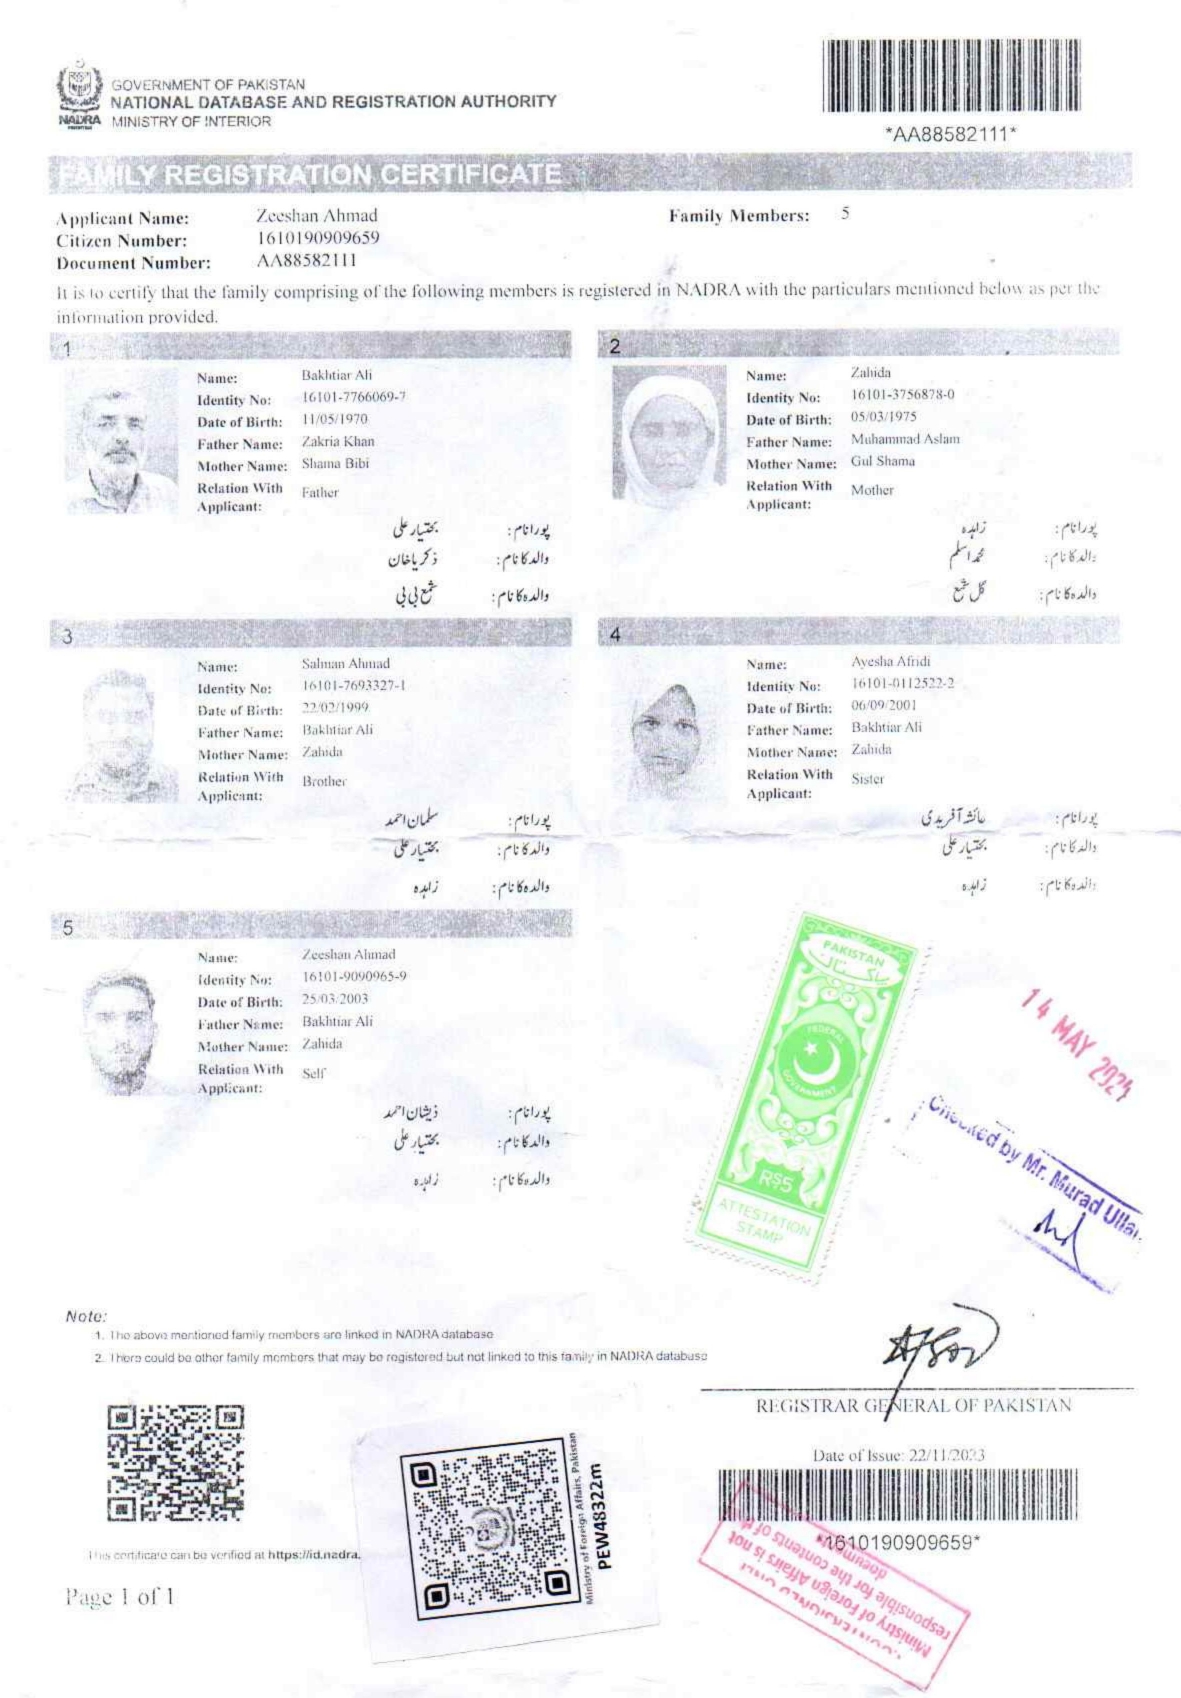 GOVERNMENT OF PAKISTAN
NATIONAL DATABASE AND REGISTRATION AUTHORITY
NADRA MINISTRY OF INTERIOR
*AA88582111*
FAMILY REGISTRATION CERTIFICATE
Applicant Name: Zeeshan Ahmad
Family Members: 5
Citizen Number: 1610190909659
Document Number: AA88582111
It is to certify that the family comprising of the following members is registered in NADRA with the particulars mentioned below as per the
information provided.
1
Name: Bakhtiar Ali
Identity No: 16101-7766069-7
Date of Birth: 11/05/1970
Father Name: Zakria Khan
Mother Name: Shama Bibi
Relation With Father
Applicant:
پورا نام: بختیار علی
والد کا نام: ذکریا خان
والدہ کا نام: شمع بی بی
2
Name: Zahida
Identity No: 16101-3756878-0
Date of Birth: 05/03/1975
Father Name: Muhammad Aslam
Mother Name: Gul Shama
Relation With Mother
Applicant:
پورا نام: زاہدہ
والد کا نام: محمد اسلم
والدہ کا نام: گل شمع
3
Name: Salman Ahmad
Identity No: 16101-7693327-1
Date of Birth: 22/02/1999
Father Name: Bakhtiar Ali
Mother Name: Zahida
Relation With Brother
Applicant:
پورا نام: سلمان احمد
والد کا نام: بختیار علی
والدہ کا نام: زاہدہ
4
Name: Ayesha Afridi
Identity No: 16101-0112522-2
Date of Birth: 06/09/2001
Father Name: Bakhtiar Ali
Mother Name: Zahida
Relation With Sister
Applicant:
پورا نام: عائشہ آفریدی
والد کا نام: بختیار علی
والدہ کا نام: زاہدہ
5
Name: Zeeshan Ahmad
Identity No: 16101-9090965-9
Date of Birth: 25/03/2003
Father Name: Bakhtiar Ali
Mother Name: Zahida
Relation With Self
Applicant:
پورا نام: ذیشان احمد
والد کا نام: بختیار علی
والدہ کا نام: زاہدہ
PAKISTAN
پاکستان
FEDERAL
GOVERNMENT
RS5
ATTESTATION
STAMP
14 MAY 2024
Checked by Mr. Murad Ullah
Note:
1. The above mentioned family members are linked in NADRA database
2. There could be other family members that may be registered but not linked to this family in NADRA database
REGISTRAR GENERAL OF PAKISTAN
Date of Issue: 22/11/2023
*1610190909659*
Ministry of Foreign Affairs, Pakistan
PEW48322m
This certificate can be verified at https://id.nadra.
Ministry of Foreign Affairs is not
responsible for the contents of the
document
Page 1 of 1